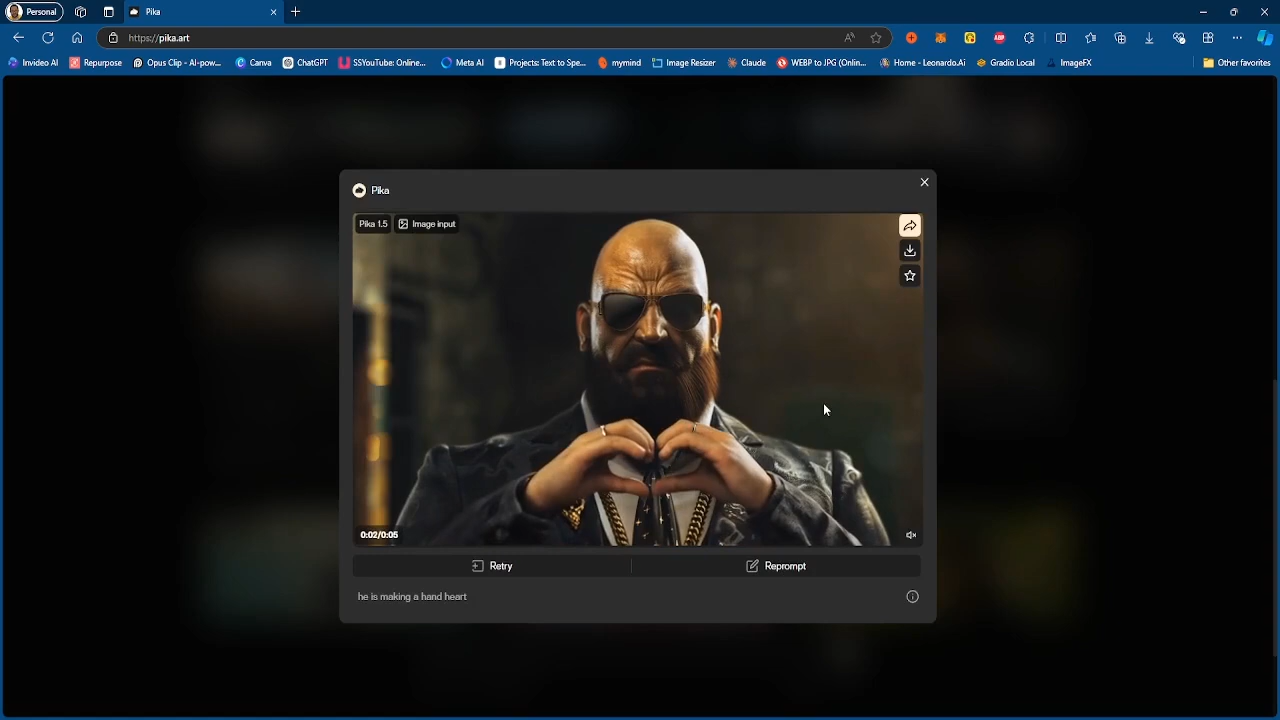 Personal
Pika
https://pika.art
Invideo AI
Repurpose
Opus Clip - AI-pow...
Canva
ChatGPT
SSYouTube: Online...
Meta AI
Projects: Text to Spe...
mymind
Image Resizer
Claude
WEBP to JPG (Onlin...
Home - Leonardo.Ai
Gradio Local
ImageFX
Other favorites
Pika
Pika 1.5
Image input
0:02/0:05
Retry
Reprompt
he is making a hand heart